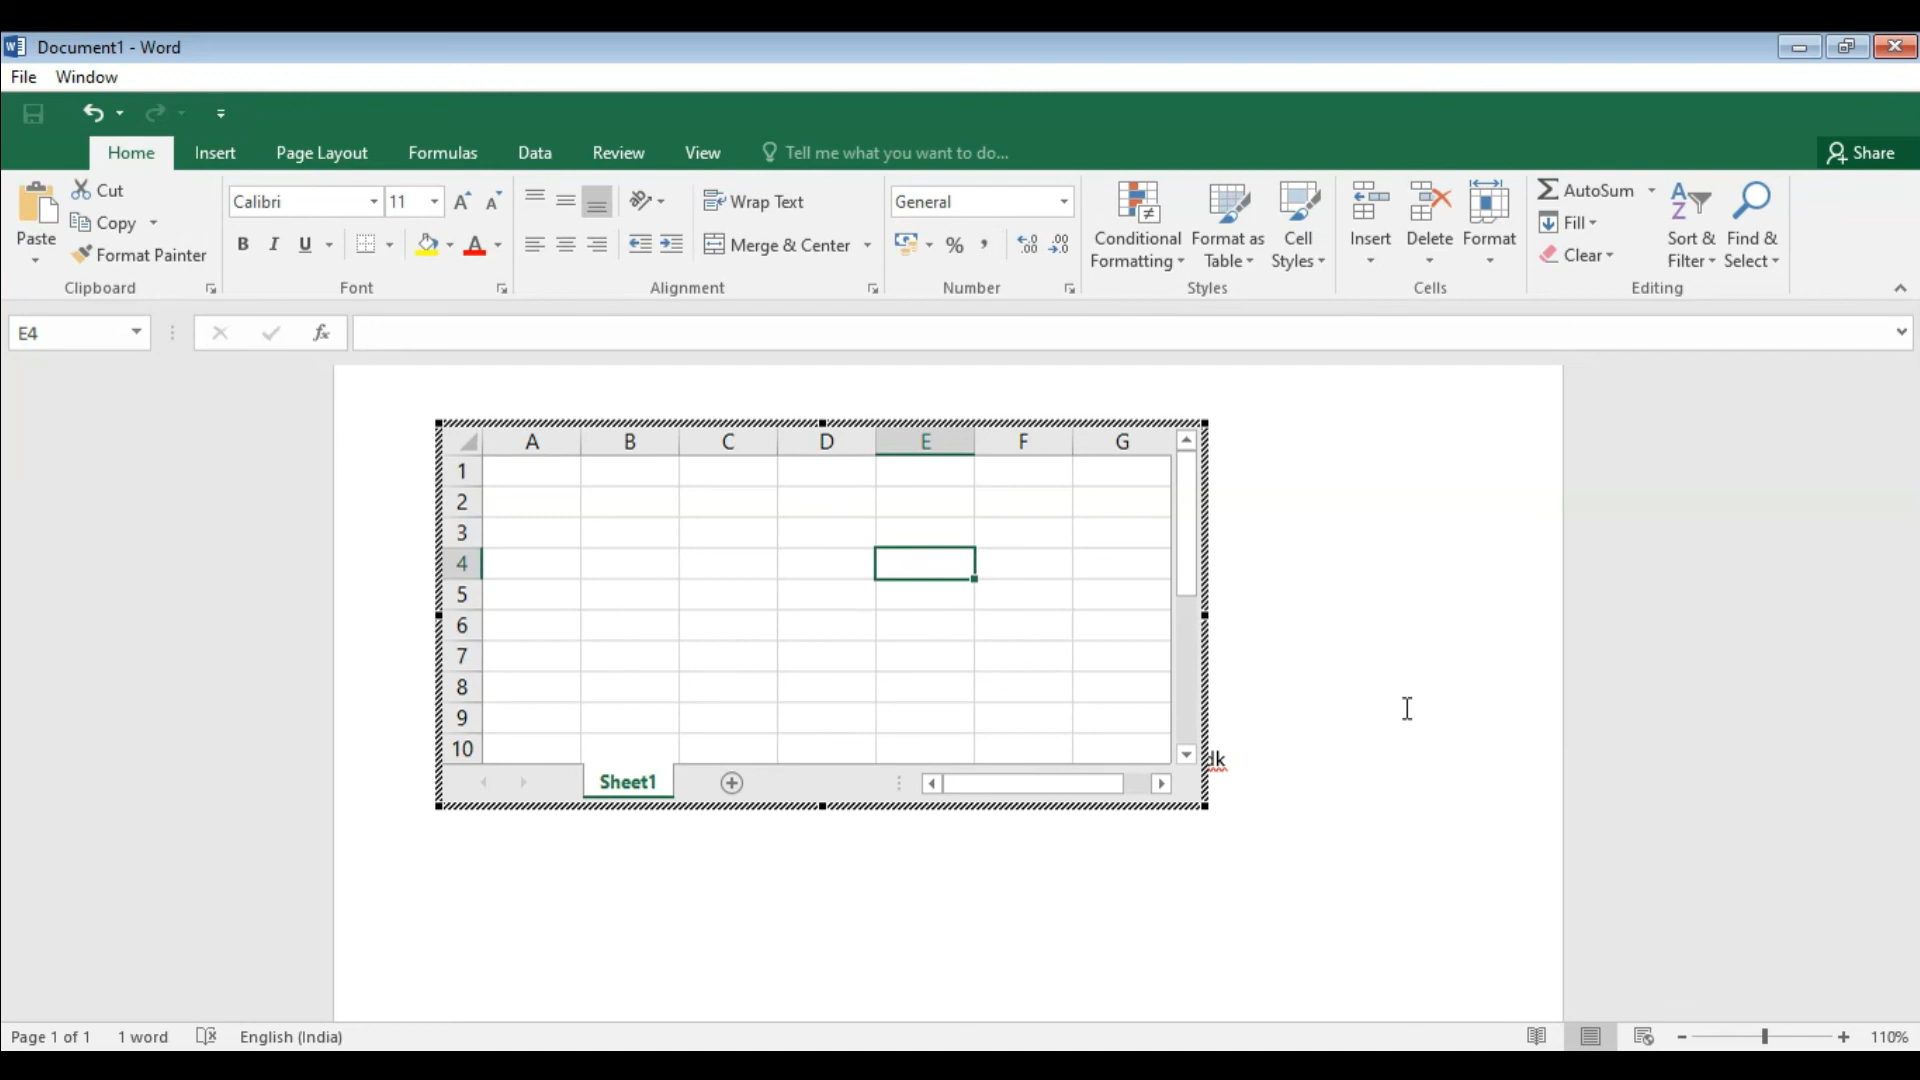 Document1 - Word
File Window
Home Insert Page Layout Formulas Data Review View Tell me what you want to do... Share
Cut
Copy
Format Painter
Paste
Clipboard
Calibri 11
B I U
Font
Wrap Text
Merge & Center
Alignment
General
%
Number
Conditional Formatting
Format as Table
Cell Styles
Styles
Insert Delete Format
Cells
AutoSum
Fill
Clear
Sort & Filter
Find & Select
Editing
E4 fx
A B C D E F G
1
2
3
4
5
6
7
8
9
10
dk
Sheet1
Page 1 of 1 1 word English (India) 110%